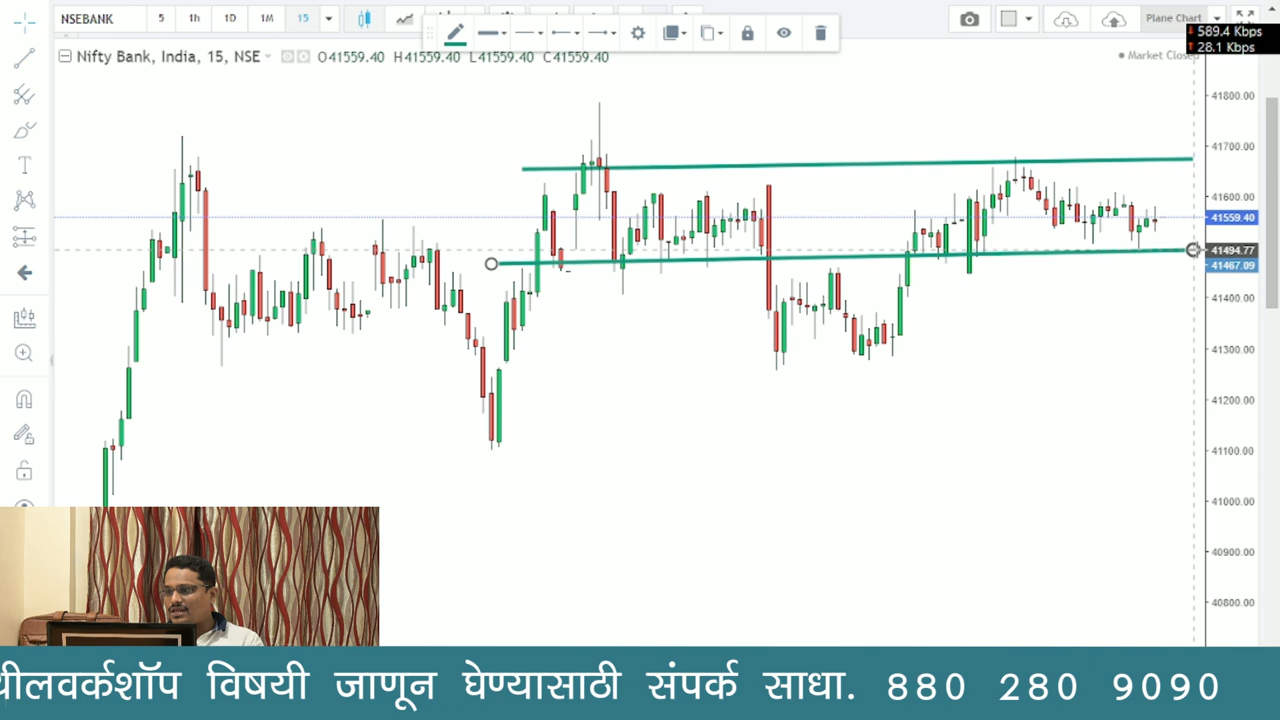 NSEBANK 5 1h 1D 1M 15 Plane Chart
589.4 Kbps
28.1 Kbps
Nifty Bank, India, 15, NSE O41559.40 H41559.40 L41559.40 C41559.40 Market Closed
41800.00
41700.00
41600.00
41559.40
41494.77
41467.09
41400.00
41300.00
41200.00
41100.00
41000.00
40900.00
40800.00
वर्कशॉप विषयी जाणून घेण्यासाठी संपर्क साधा. 880 280 9090